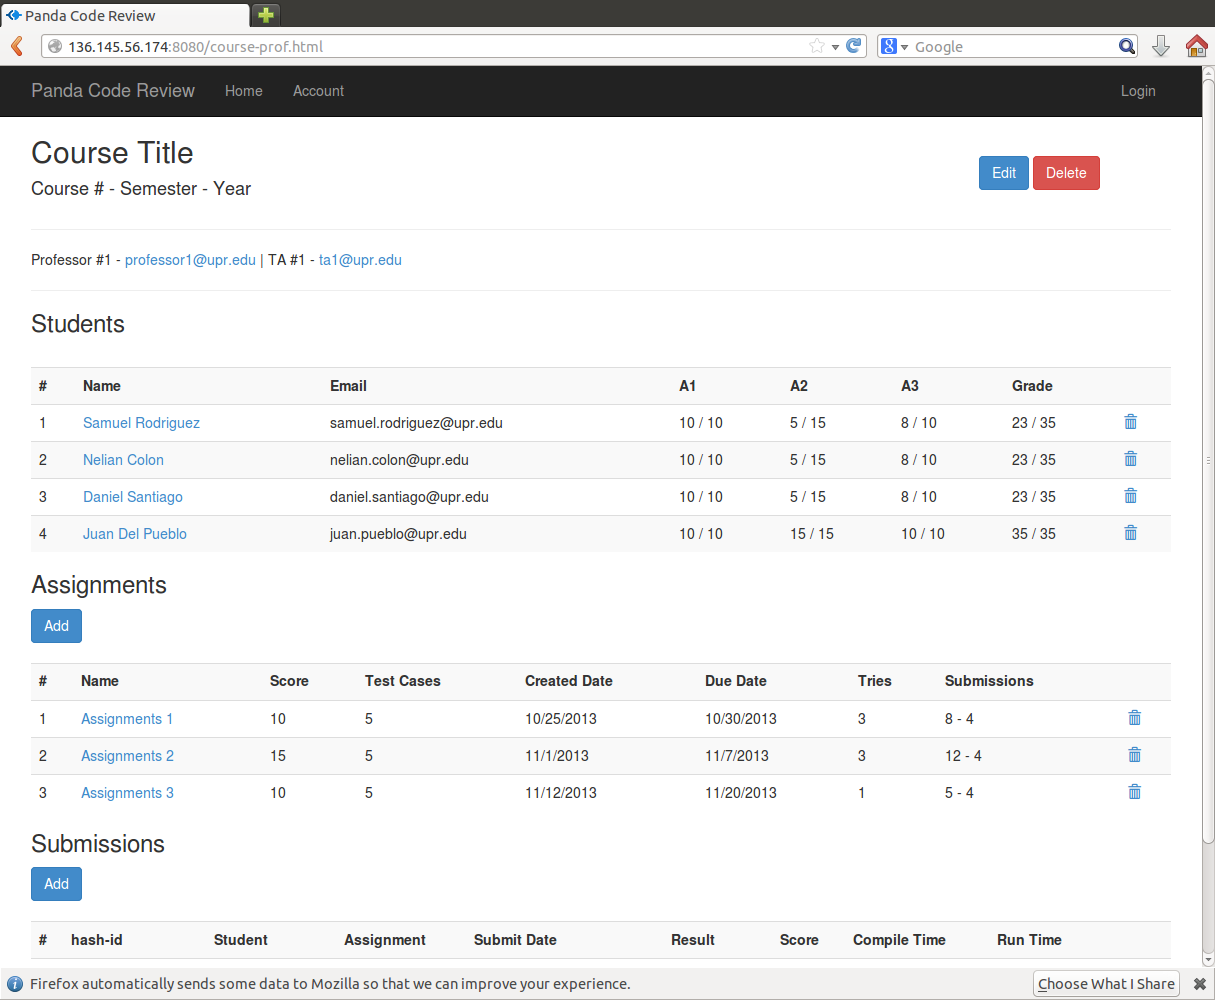 Panda Code Review
136.145.56.174:8080/course-prof.html
Google
Panda Code Review Home Account Login
Course Title
Edit Delete
Course # - Semester - Year
Professor #1 - professor1@upr.edu | TA #1 - ta1@upr.edu
Students
# Name Email A1 A2 A3 Grade
1 Samuel Rodriguez samuel.rodriguez@upr.edu 10 / 10 5 / 15 8 / 10 23 / 35
2 Nelian Colon nelian.colon@upr.edu 10 / 10 5 / 15 8 / 10 23 / 35
3 Daniel Santiago daniel.santiago@upr.edu 10 / 10 5 / 15 8 / 10 23 / 35
4 Juan Del Pueblo juan.pueblo@upr.edu 10 / 10 15 / 15 10 / 10 35 / 35
Assignments
Add
# Name Score Test Cases Created Date Due Date Tries Submissions
1 Assignments 1 10 5 10/25/2013 10/30/2013 3 8 - 4
2 Assignments 2 15 5 11/1/2013 11/7/2013 3 12 - 4
3 Assignments 3 10 5 11/12/2013 11/20/2013 1 5 - 4
Submissions
Add
# hash-id Student Assignment Submit Date Result Score Compile Time Run Time
Firefox automatically sends some data to Mozilla so that we can improve your experience. Choose What I Share